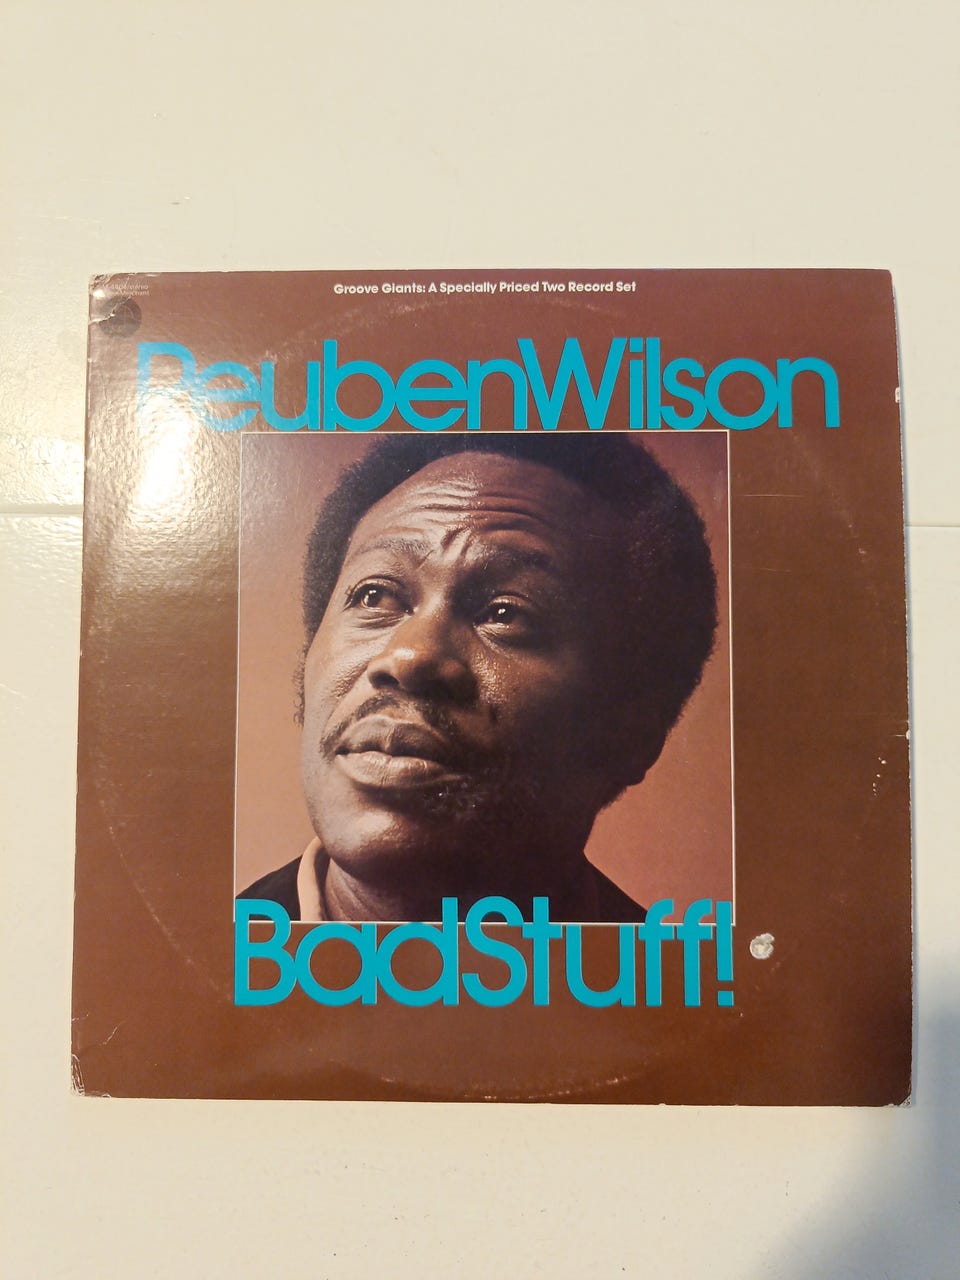 Groove Giants: A Specially Priced Two Record Set
ReubenWilson
BadStuff!